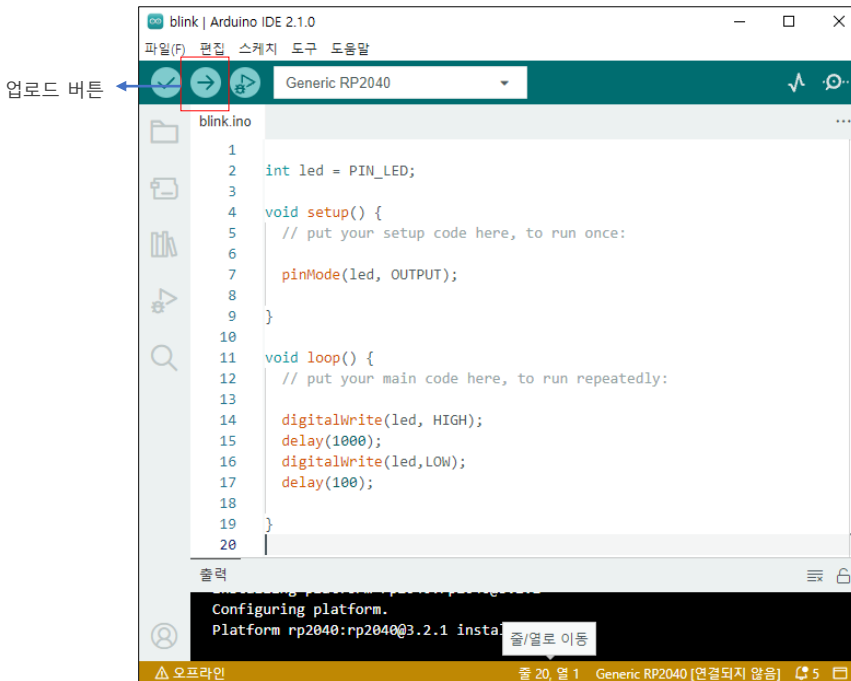 blink | Arduino IDE 2.1.0
파일(F) 편집 스케치 도구 도움말
업로드 버튼
Generic RP2040
blink.ino
1
2 int led = PIN_LED;
3
4 void setup() {
5 // put your setup code here, to run once:
6
7 pinMode(led, OUTPUT);
8
9 }
10
11 void loop() {
12 // put your main code here, to run repeatedly:
13
14 digitalWrite(led, HIGH);
15 delay(1000);
16 digitalWrite(led,LOW);
17 delay(100);
18
19 }
20
출력
Configuring platform.
Platform rp2040:rp2040@3.2.1
줄/열로 이동
오프라인
줄 20, 열 1 Generic RP2040 [연결되지 않음] 5